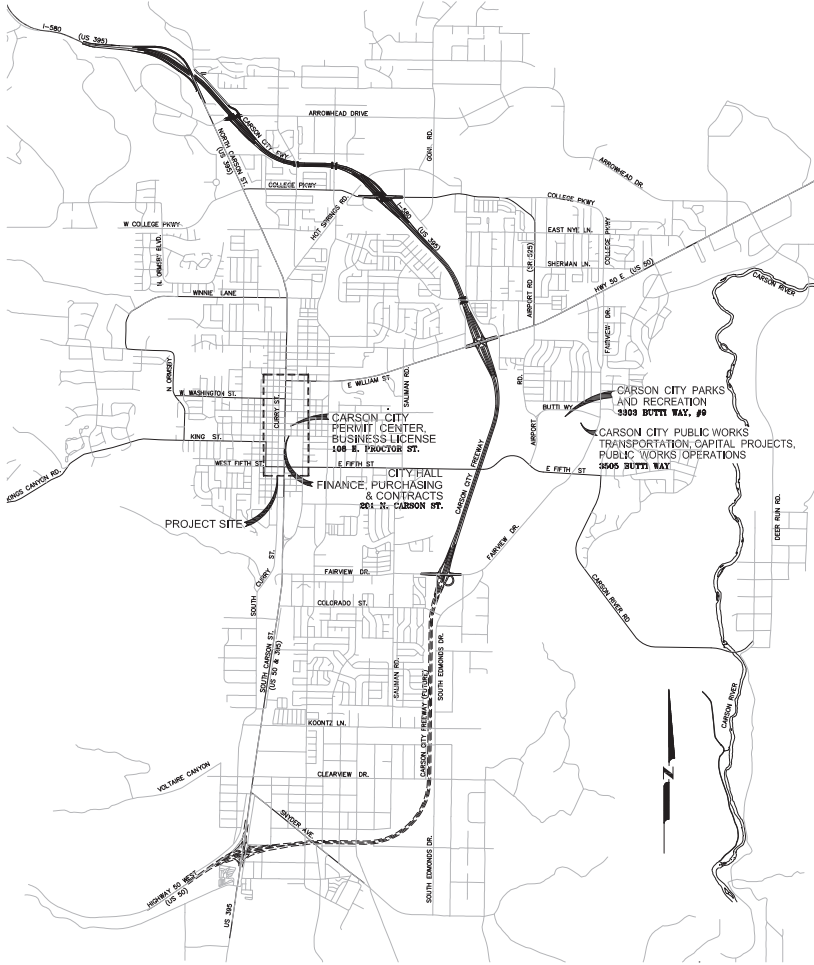 I-580
(US 395)
ARROWHEAD DRIVE
CARSON CITY FWY
NORTH CARSON ST.
(US 395)
GONI RD.
ARROWHEAD DR.
COLLEGE PKWY
HOT SPRINGS RD.
I-580
(US 395)
COLLEGE PKWY
W COLLEGE PKWY
EAST NYE LN.
COLLEGE PKWY
N. ORMSBY BLVD.
SHERMAN LN.
AIRPORT RD (SR 525)
HWY 50 E (US 50)
CARSON RIVER
WINNIE LANE
FAIRVIEW DR.
N ORMSBY
E WILLIAM ST.
SALIMAN RD.
W. WASHINGTON ST.
CURRY ST.
AIRPORT RD.
BUTTI WY
CARSON CITY PARKS
AND RECREATION
3303 BUTTI WAY, #9
CARSON CITY
PERMIT CENTER,
BUSINESS LICENSE
108 E. PROCTOR ST.
CARSON CITY PUBLIC WORKS
TRANSPORTATION, CAPITAL PROJECTS,
PUBLIC WORKS OPERATIONS
3505 BUTTI WAY
KING ST.
WEST FIFTH ST.
E FIFTH ST
E FIFTH ST
KINGS CANYON RD.
CITY HALL
FINANCE, PURCHASING
& CONTRACTS
201 N. CARSON ST.
CARSON CITY FREEWAY
PROJECT SITE
FAIRVIEW DR.
DEER RUN RD.
SOUTH CURRY ST.
FAIRVIEW DR.
COLORADO ST.
CARSON RIVER RD
SOUTH CARSON ST.
(US 50 & 395)
SALIMAN RD.
SOUTH EDMONDS DR.
CARSON CITY FREEWAY (FUTURE)
CARSON RIVER
KOONTZ LN.
VOLTAIRE CANYON
CLEARVIEW DR.
N
SNYDER AVE.
HIGHWAY 50 WEST
(US 50)
SOUTH EDMONDS DR.
US 395